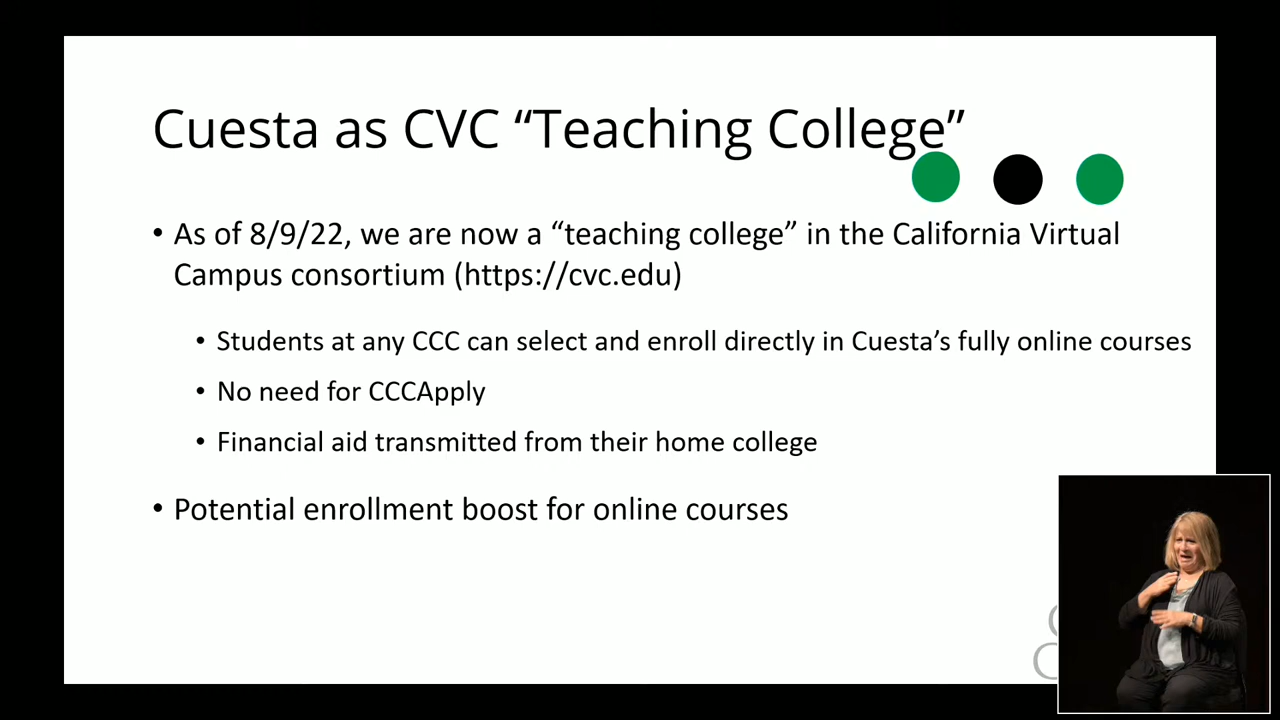 Cuesta as CVC “Teaching College”
• As of 8/9/22, we are now a “teaching college” in the California Virtual
Campus consortium (https://cvc.edu)
• Students at any CCC can select and enroll directly in Cuesta’s fully online courses
• No need for CCCApply
• Financial aid transmitted from their home college
• Potential enrollment boost for online courses